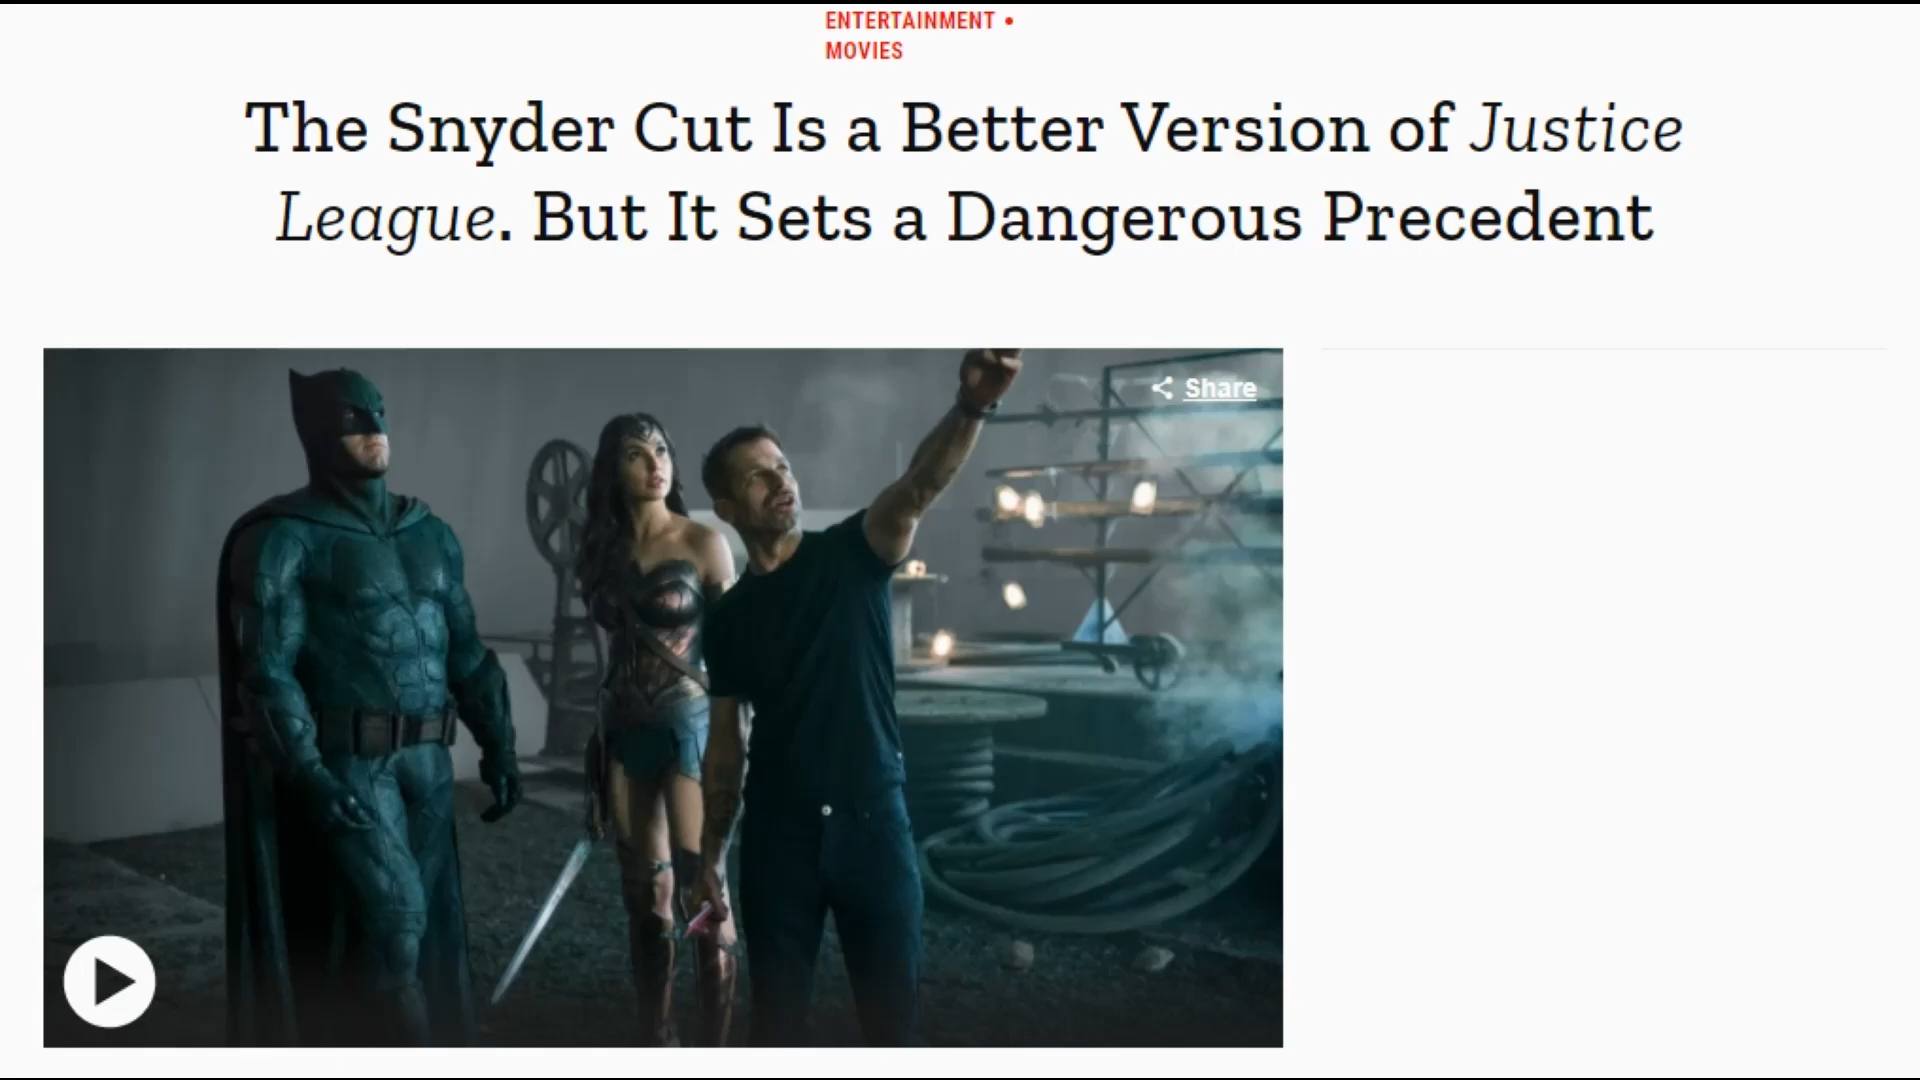 ENTERTAINMENT •
MOVIES
The Snyder Cut Is a Better Version of Justice
League. But It Sets a Dangerous Precedent
Share